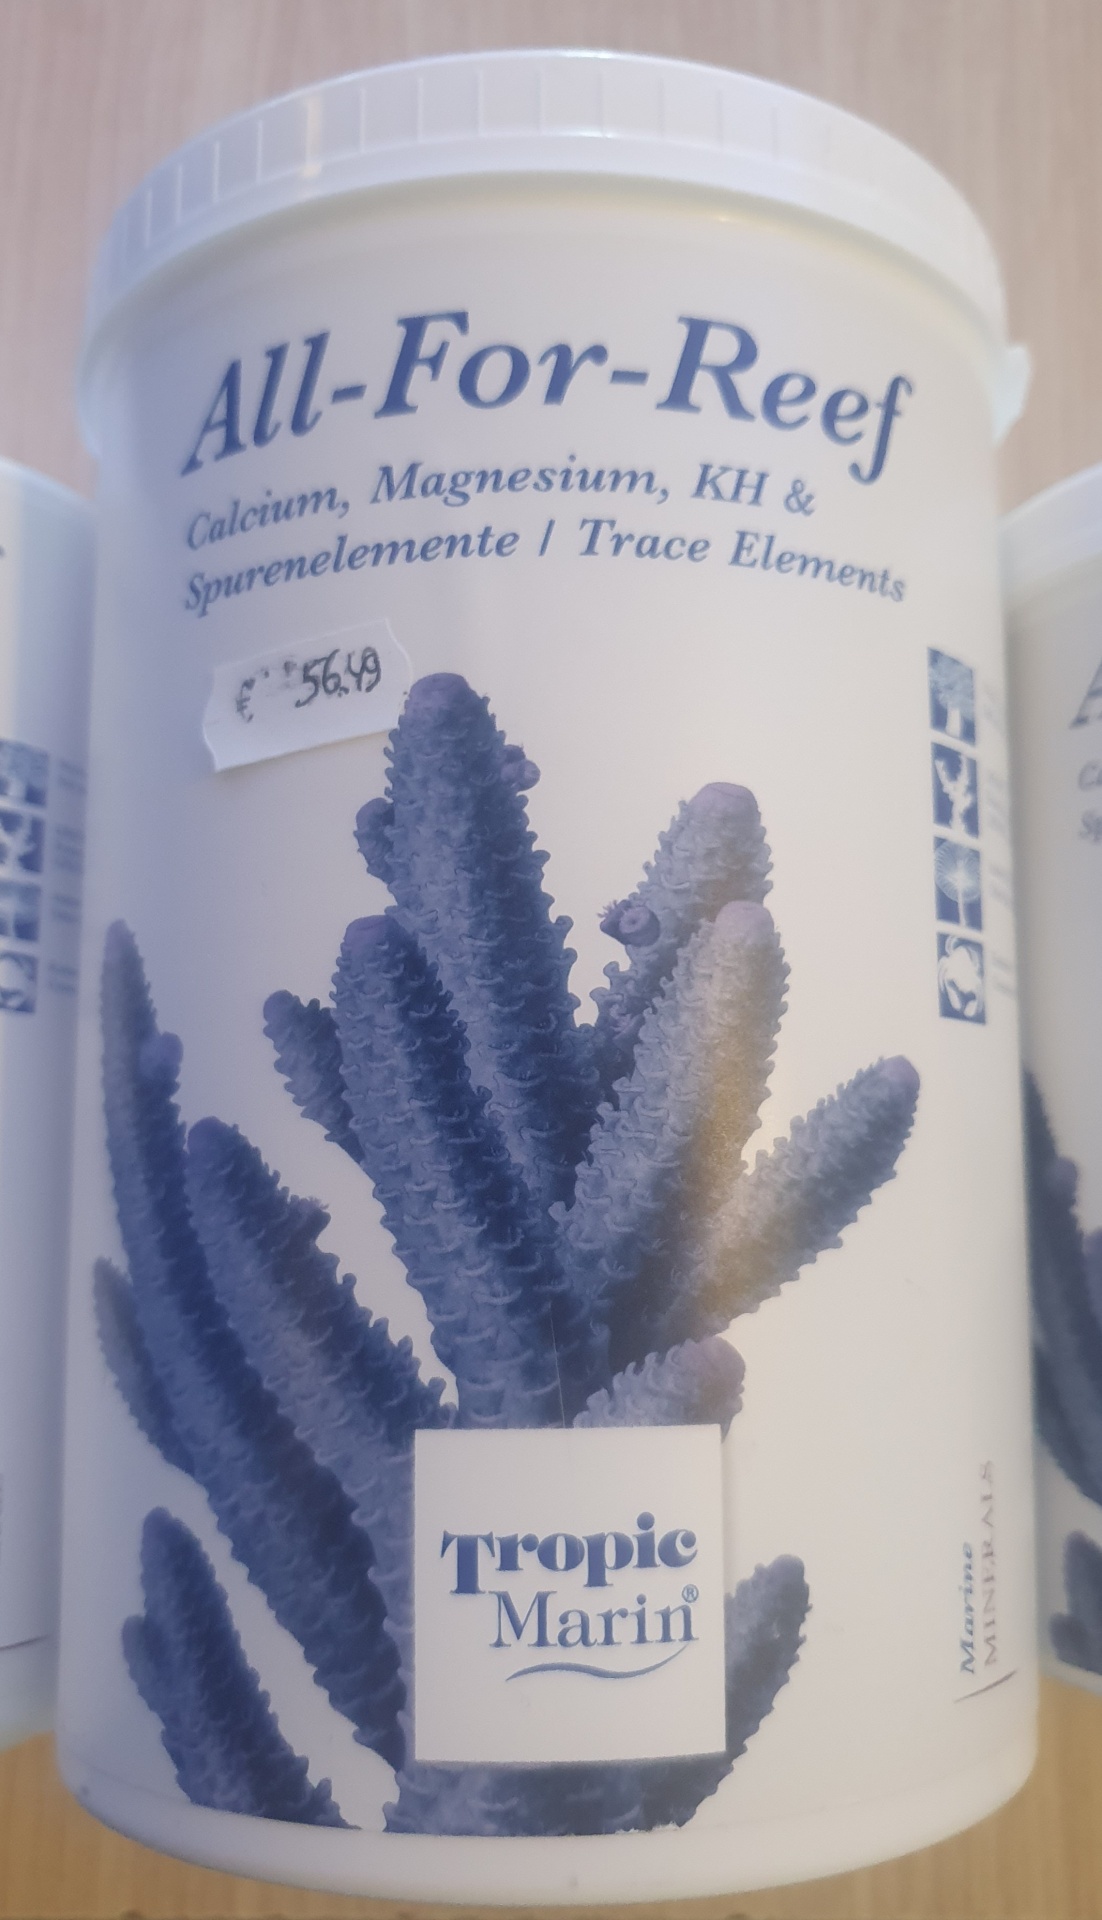 All-For-Reef
Calcium, Magnesium, KH &
Spurenelemente / Trace Elements
€ 56,49
Tropic
Marin®
Marine
MINERALS